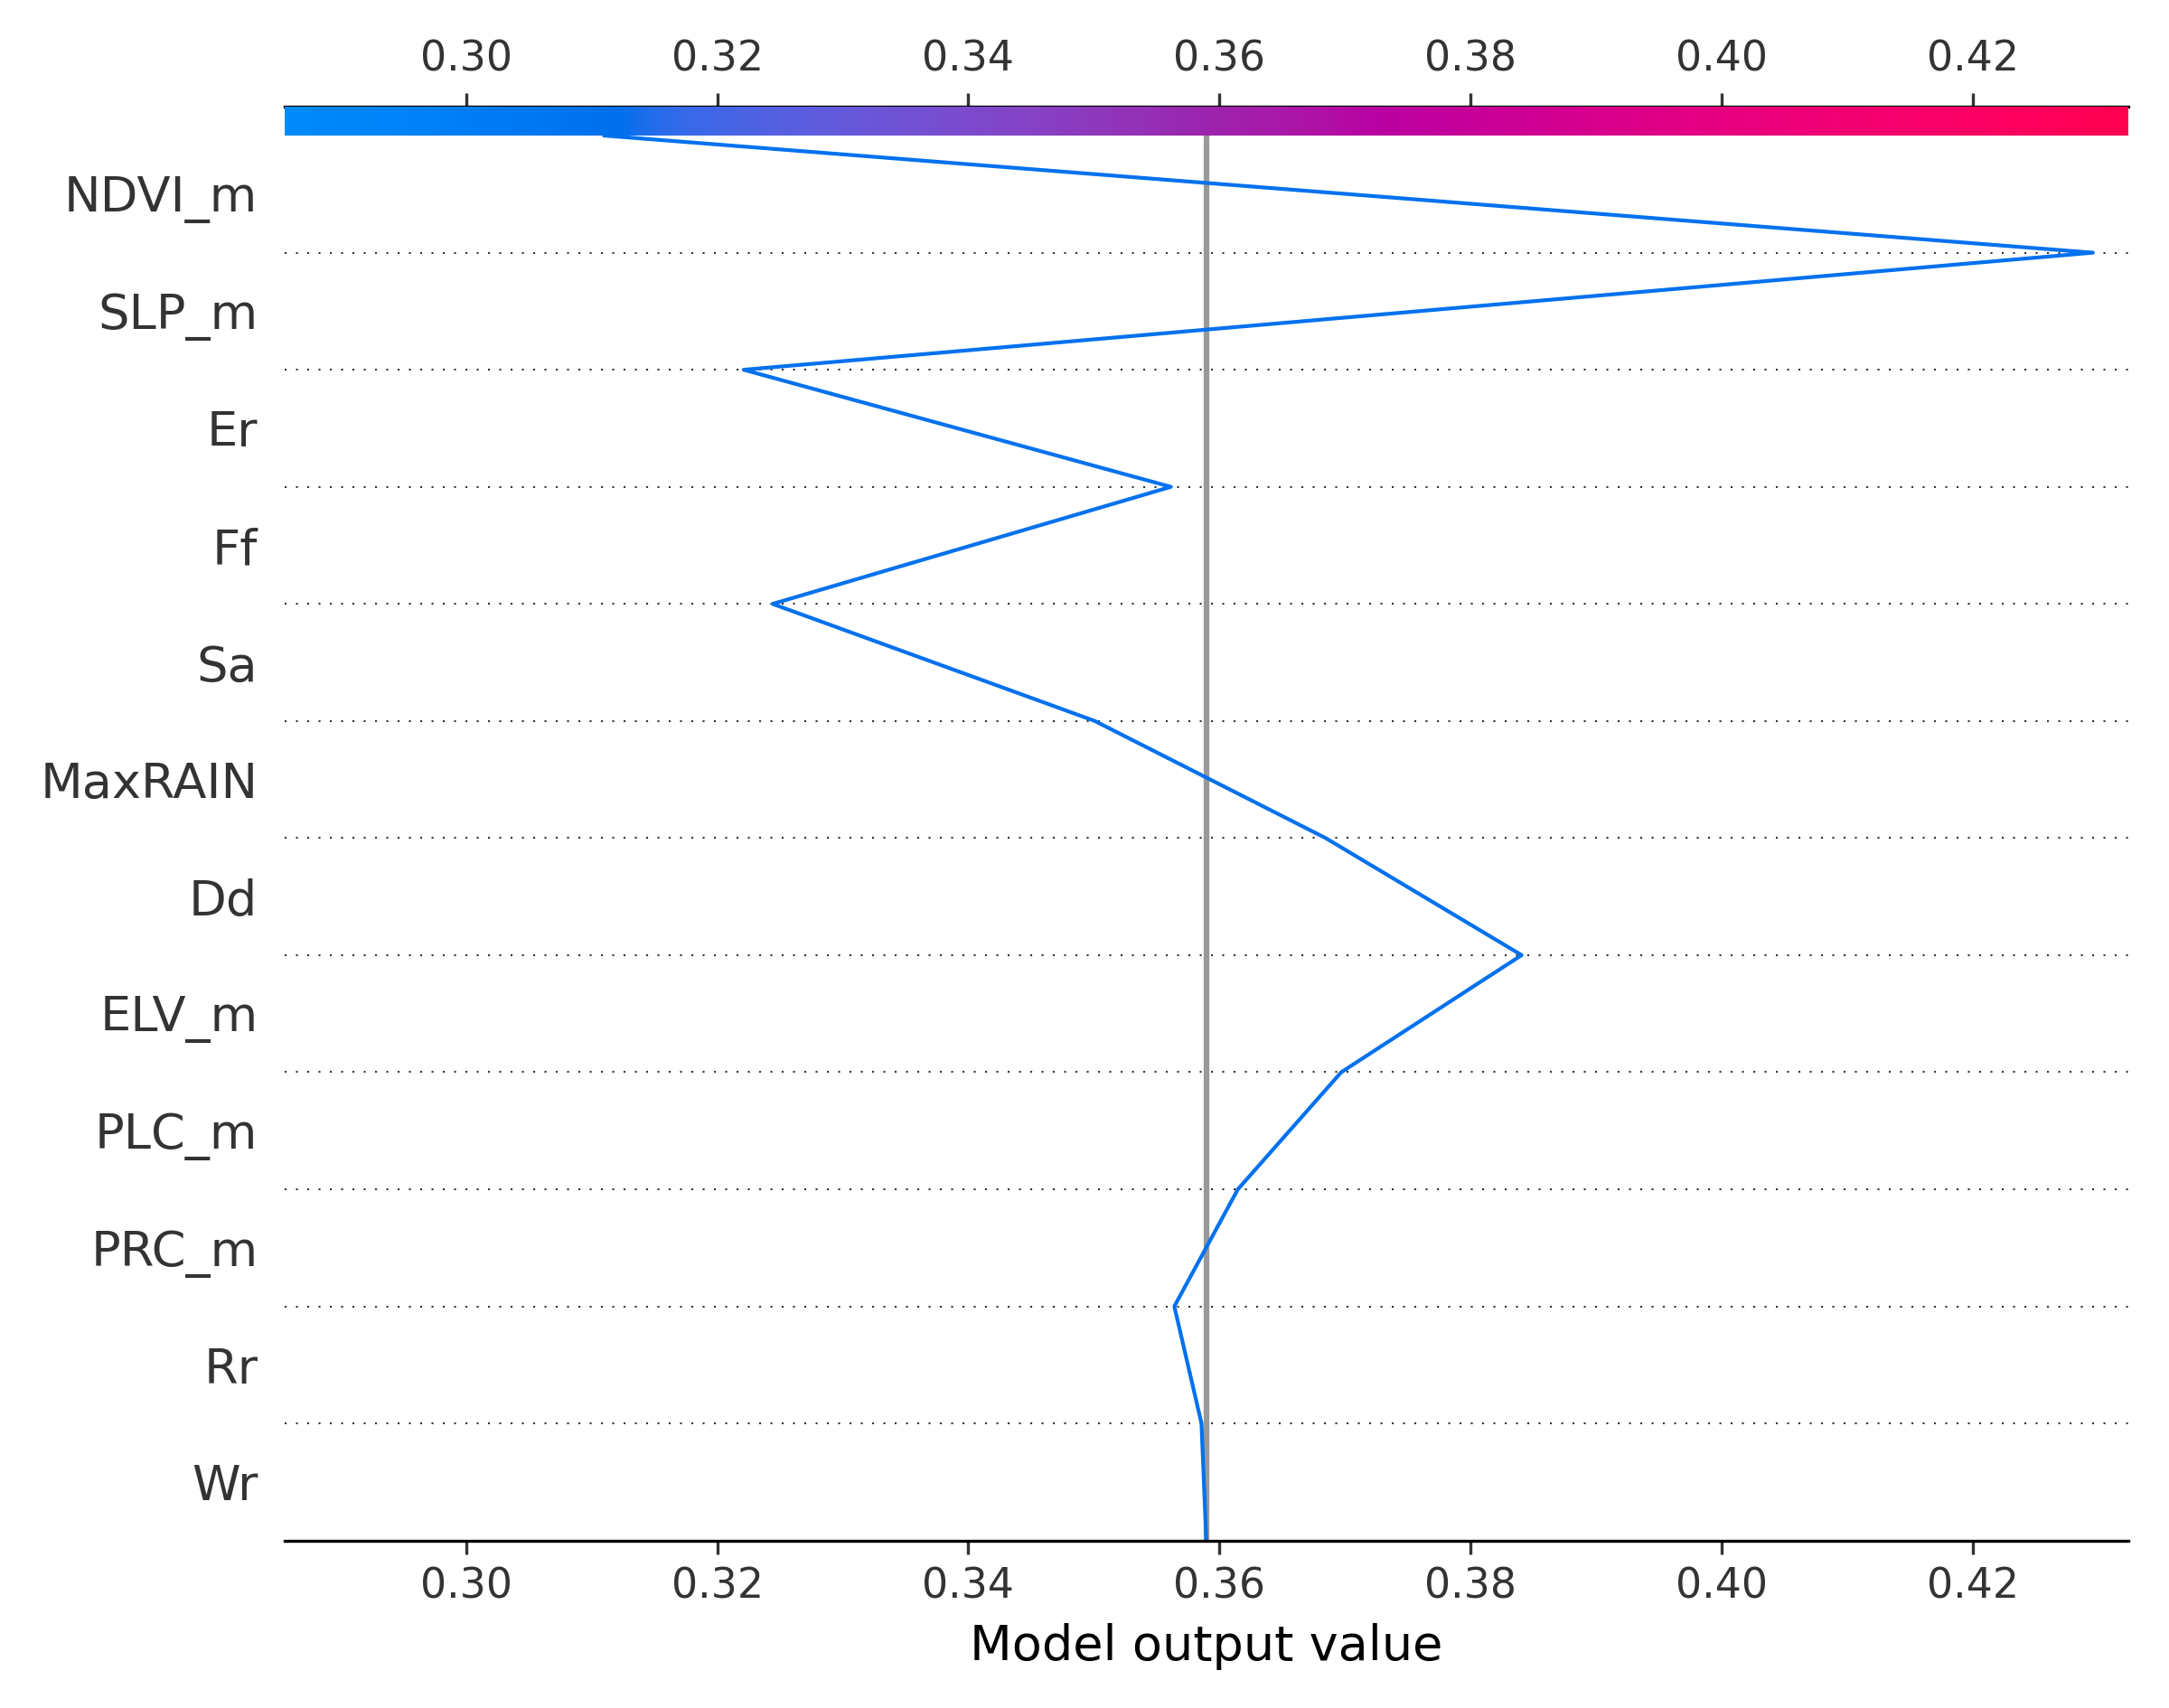 0.30 0.32 0.34 0.36 0.38 0.40 0.42
NDVI_m
SLP_m
Er
Ff
Sa
MaxRAIN
Dd
ELV_m
PLC_m
PRC_m
Rr
Wr
0.30 0.32 0.34 0.36 0.38 0.40 0.42
Model output value